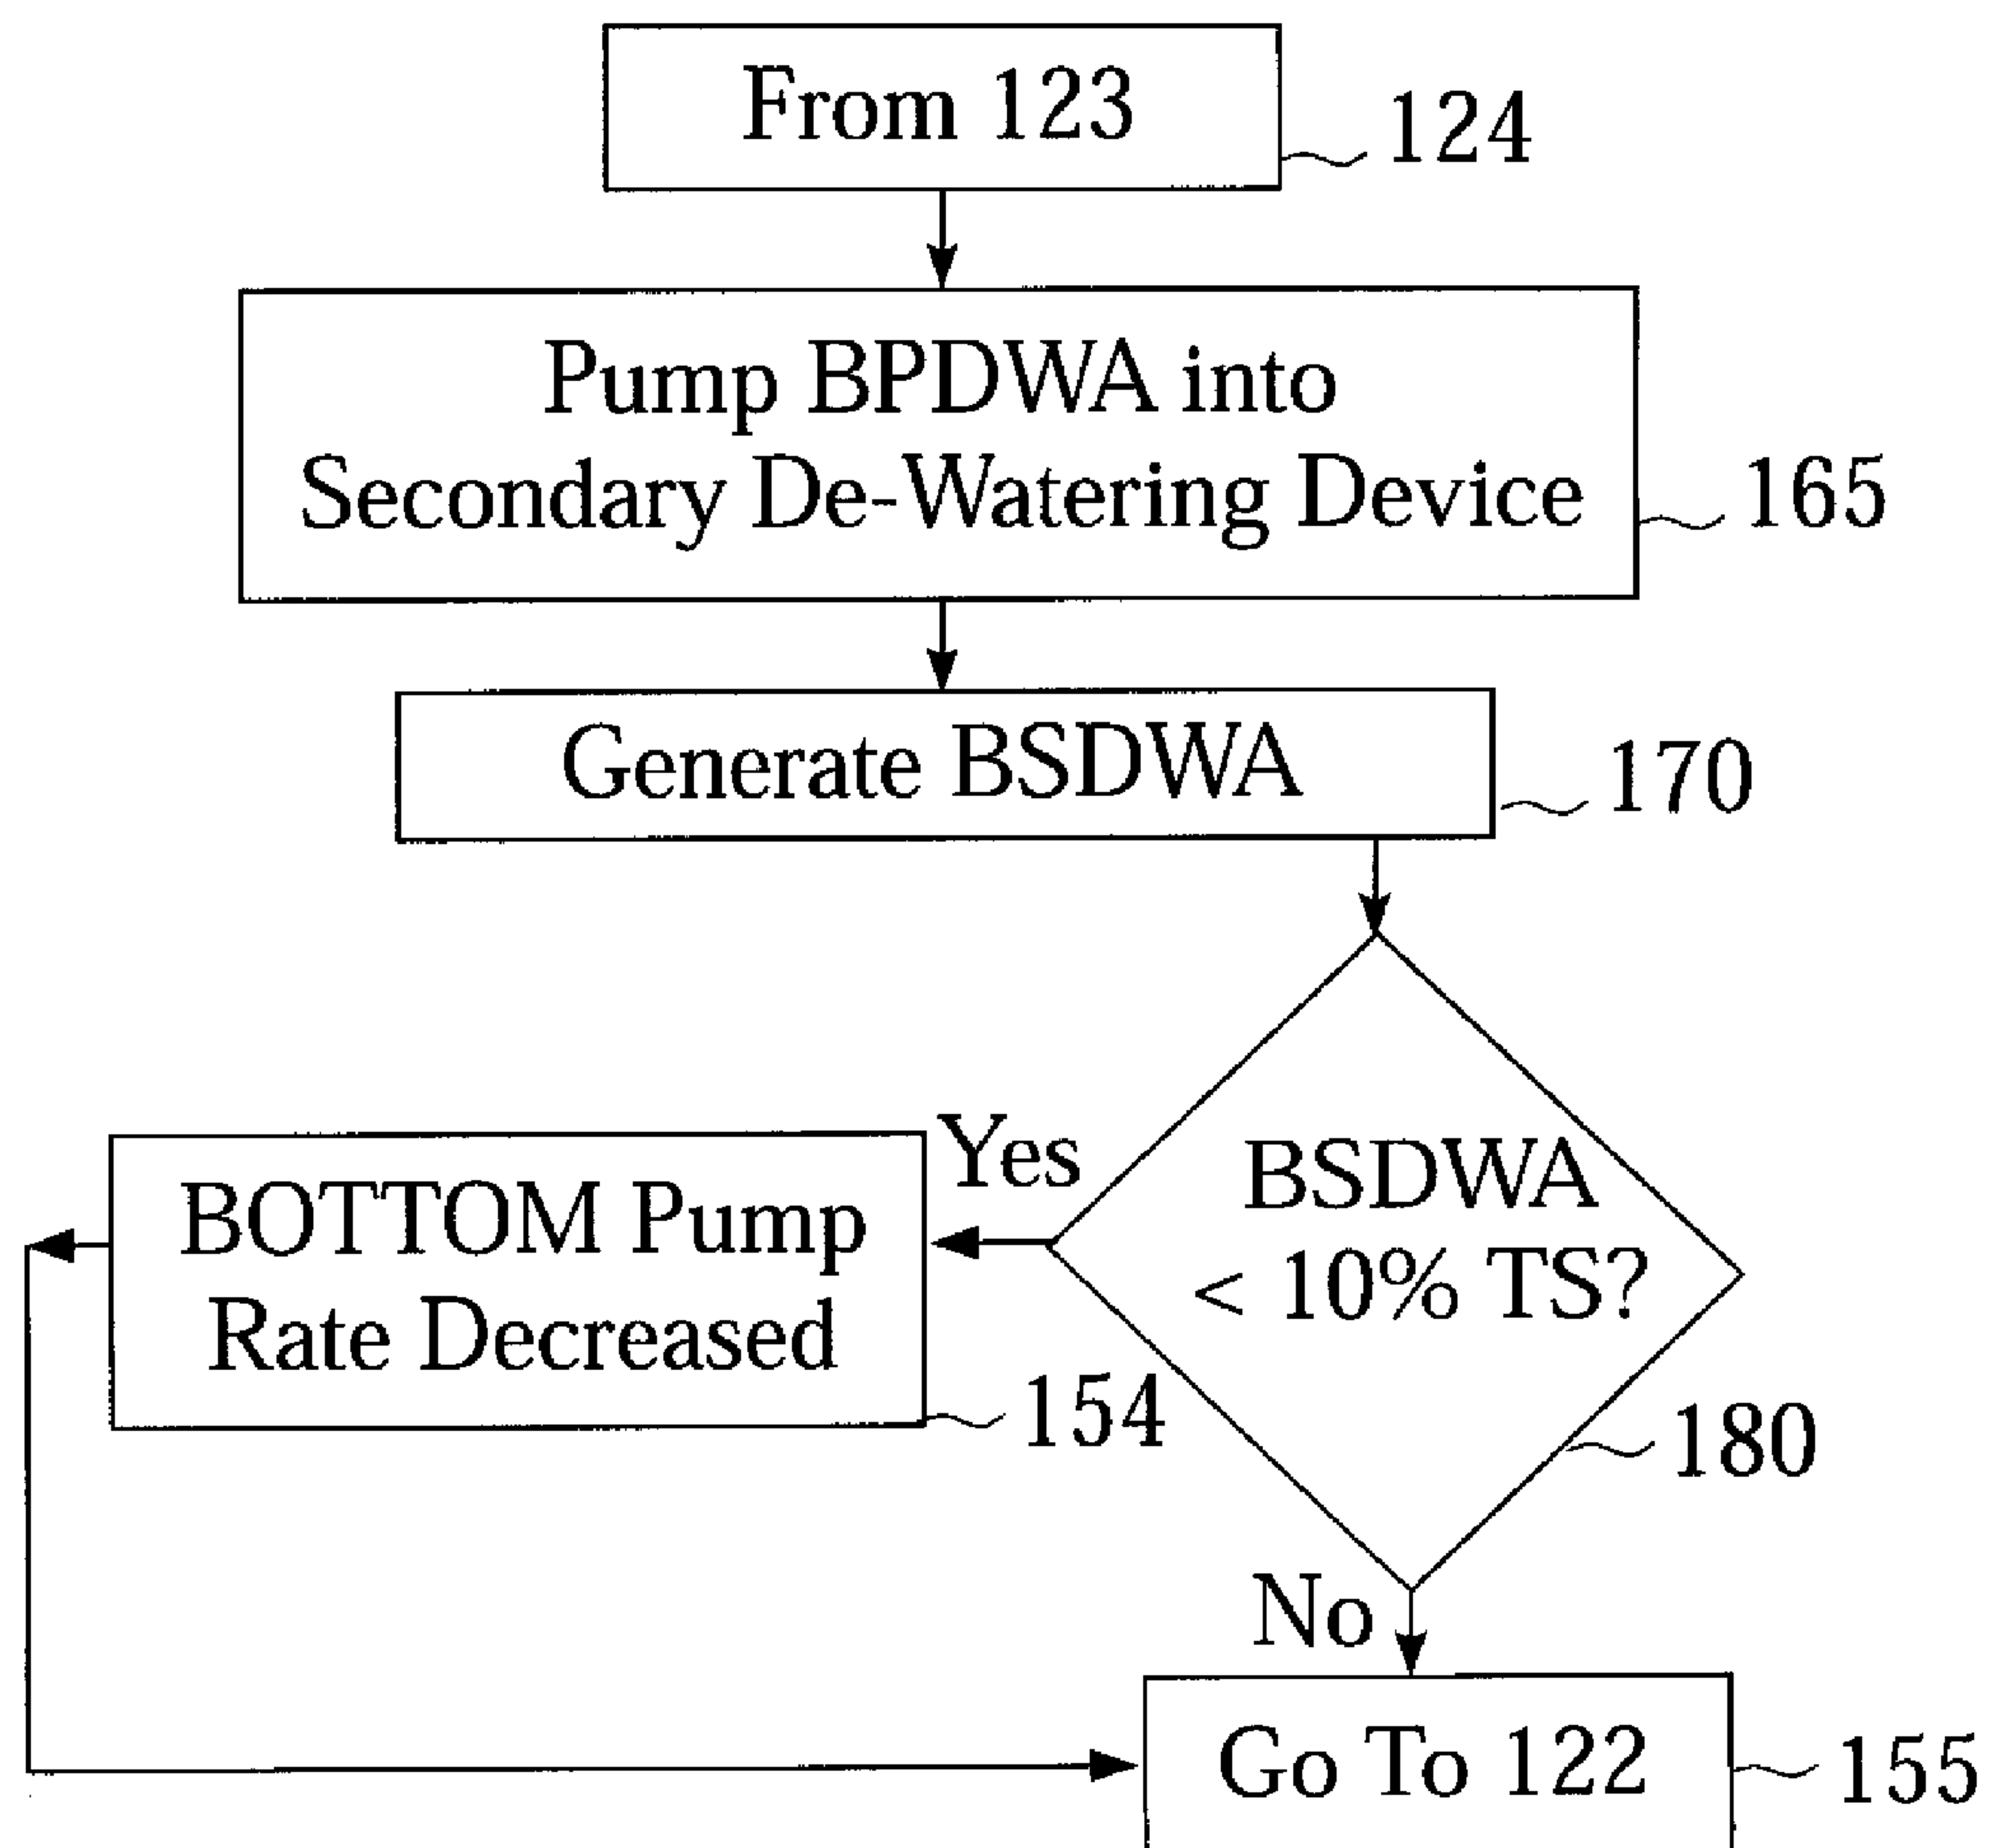 From 123
124
Pump BPDWA into
Secondary De-Watering Device
165
Generate BSDWA
170
Yes
BSDWA
< 10% TS?
BOTTOM Pump
Rate Decreased
154
180
No
Go To 122
155